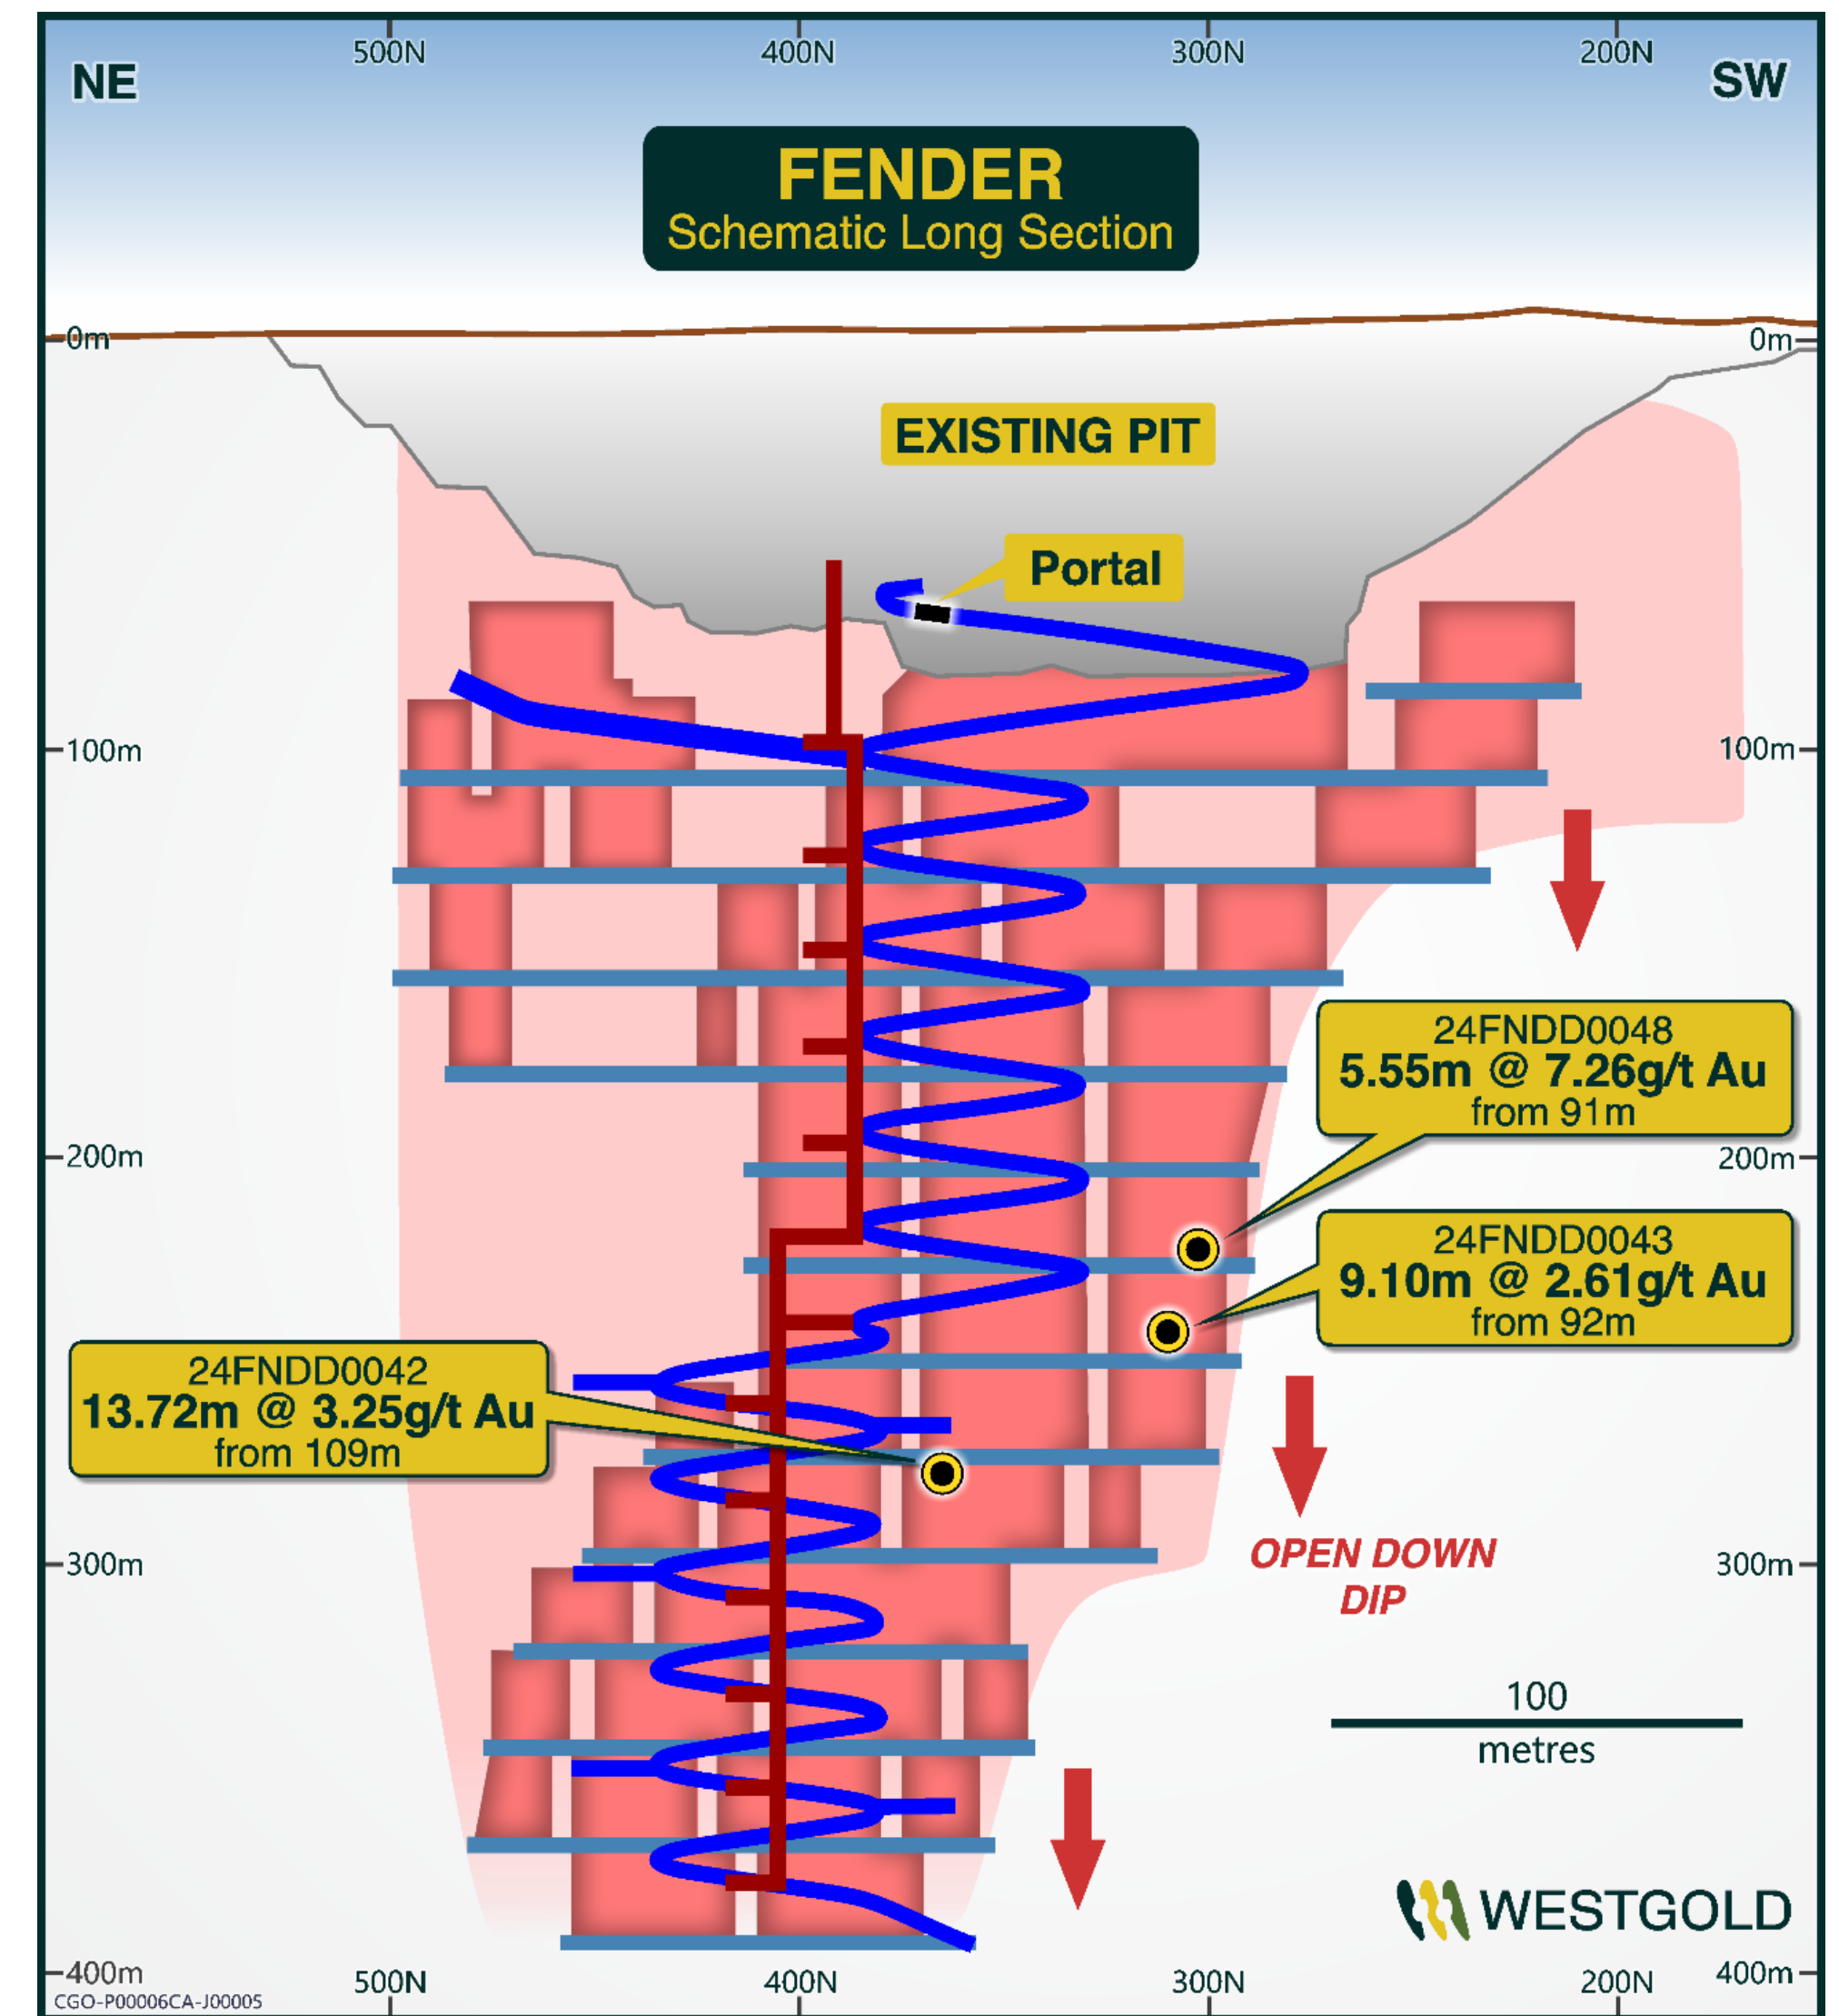 500N
400N
300N
200N
NE
SW
FENDER
Schematic Long Section
0m
0m
EXISTING PIT
Portal
100m
100m
24FNDD0048
5.55m @ 7.26g/t Au
from 91m
200m
200m
24FNDD0043
9.10m @ 2.61g/t Au
from 92m
24FNDD0042
13.72m @ 3.25g/t Au
from 109m
OPEN DOWN
DIP
300m
300m
100
metres
WESTGOLD
400m
400m
500N
400N
300N
200N
CGO-P00006CA-J00005